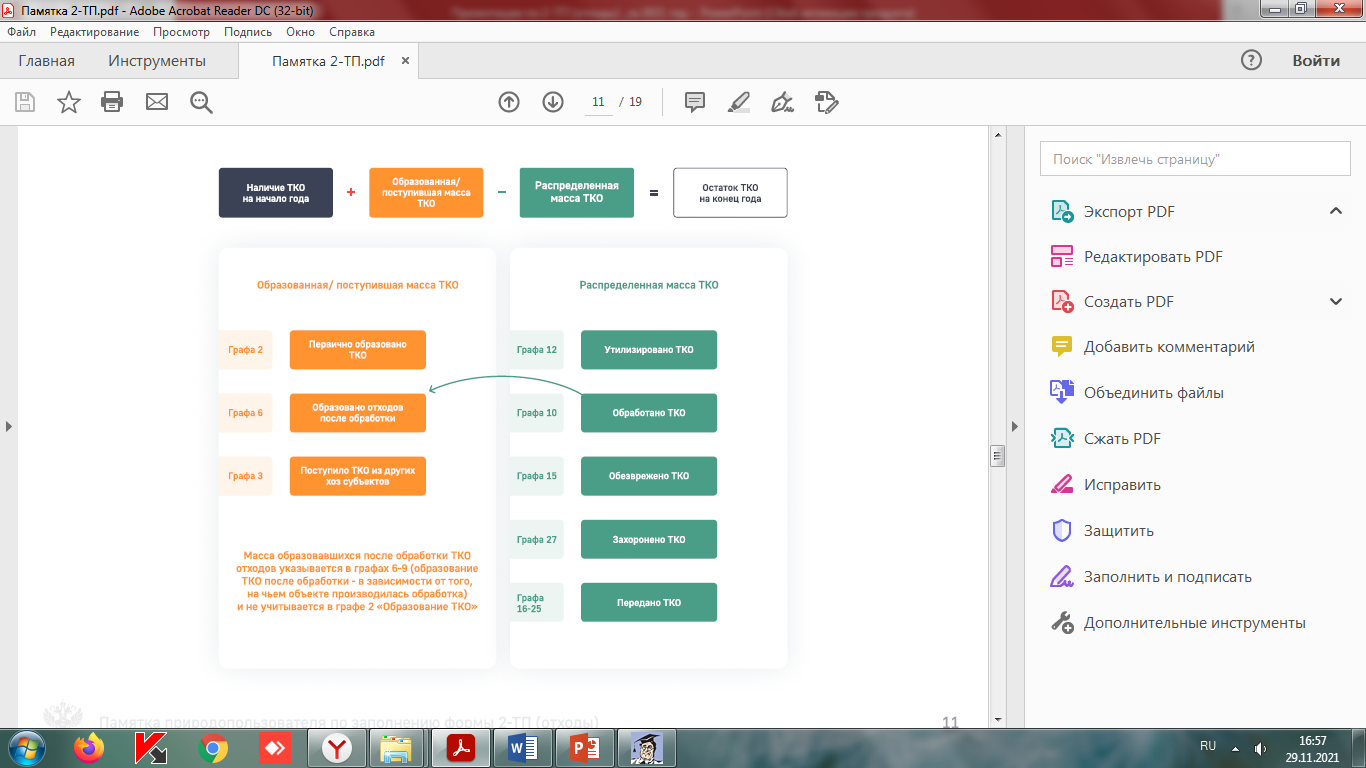 Памятка 2-ТП.pdf - Adobe Acrobat Reader DC (32-bit)
Файл Редактирование Просмотр Подпись Окно Справка
Главная Инструменты Памятка 2-ТП.pdf × Войти
11 / 19
Наличие ТКО
на начало года
+
Образованная/
поступившая масса
ТКО
−
Распределенная
масса ТКО
=
Остаток ТКО
на конец года
Образованная/ поступившая масса ТКО
Графа 2
Первично образовано
ТКО
Графа 6
Образовано отходов
после обработки
Графа 3
Поступило ТКО из других
хоз субъектов
Масса образовавшихся после обработки ТКО
отходов указывается в графах 6-9 (образование
ТКО после обработки - в зависимости от того,
на чьем объекте производилась обработка)
и не учитывается в графе 2 «Образование ТКО»
Распределенная масса ТКО
Графа 12
Утилизировано ТКО
Графа 10
Обработано ТКО
Графа 15
Обезврежено ТКО
Графа 27
Захоронено ТКО
Графа
16-25
Передано ТКО
Памятка природопользователя по заполнению формы 2-ТП (отходы)
11
Поиск "Извлечь страницу"
Экспорт PDF
Редактировать PDF
Создать PDF
Добавить комментарий
Объединить файлы
Сжать PDF
Исправить
Защитить
Заполнить и подписать
Дополнительные инструменты
RU
16:57
29.11.2021